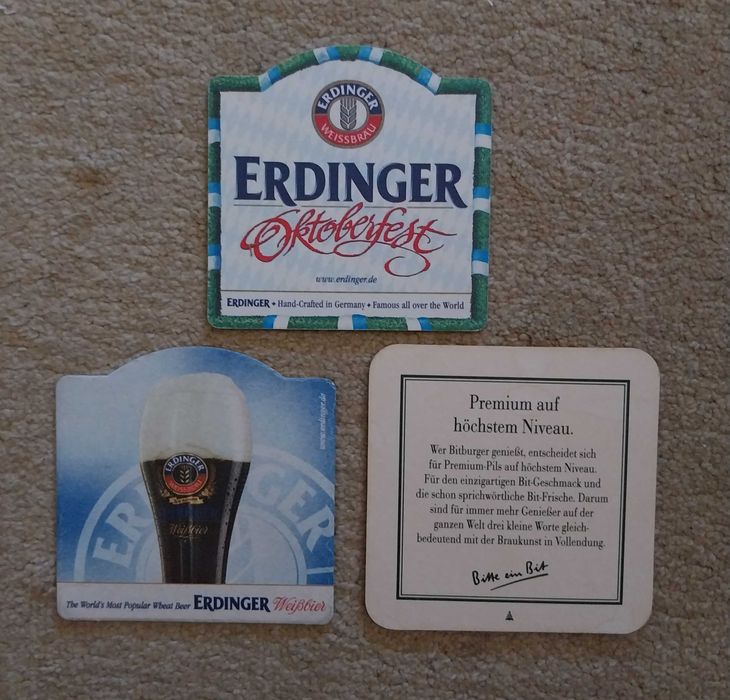 ERDINGER
WEISSBRÄU
ERDINGER
Oktoberfest
www.erdinger.de
ERDINGER • Hand-Crafted in Germany • Famous all over the World
www.erdinger.de
ERDINGER
WEISSBRÄU
Weißbier
ERDINGER
The World's Most Popular Wheat Beer ERDINGER Weißbier
Premium auf
höchstem Niveau.
Wer Bitburger genießt, entscheidet sich
für Premium-Pils auf höchstem Niveau.
Für den einzigartigen Bit-Geschmack und
die schon sprichwörtliche Bit-Frische. Darum
sind für immer mehr Genießer auf der
ganzen Welt drei kleine Worte gleich-
bedeutend mit der Braukunst in Vollendung.
Bitte ein Bit